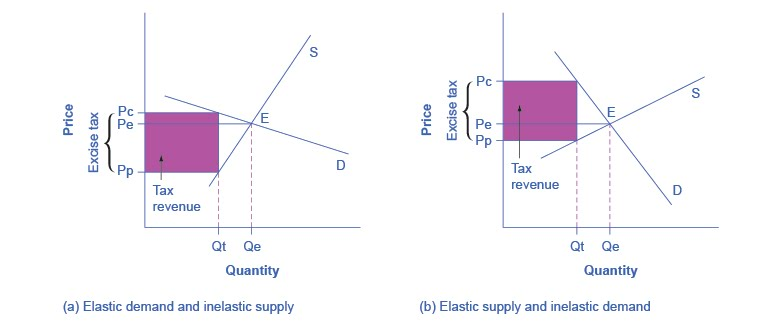 Price
Excise tax
Pc
Pe
Pp
S
E
D
Tax
revenue
Qt
Qe
Quantity
(a) Elastic demand and inelastic supply
Price
Excise tax
Pc
Pe
Pp
S
E
D
Tax
revenue
Qt
Qe
Quantity
(b) Elastic supply and inelastic demand